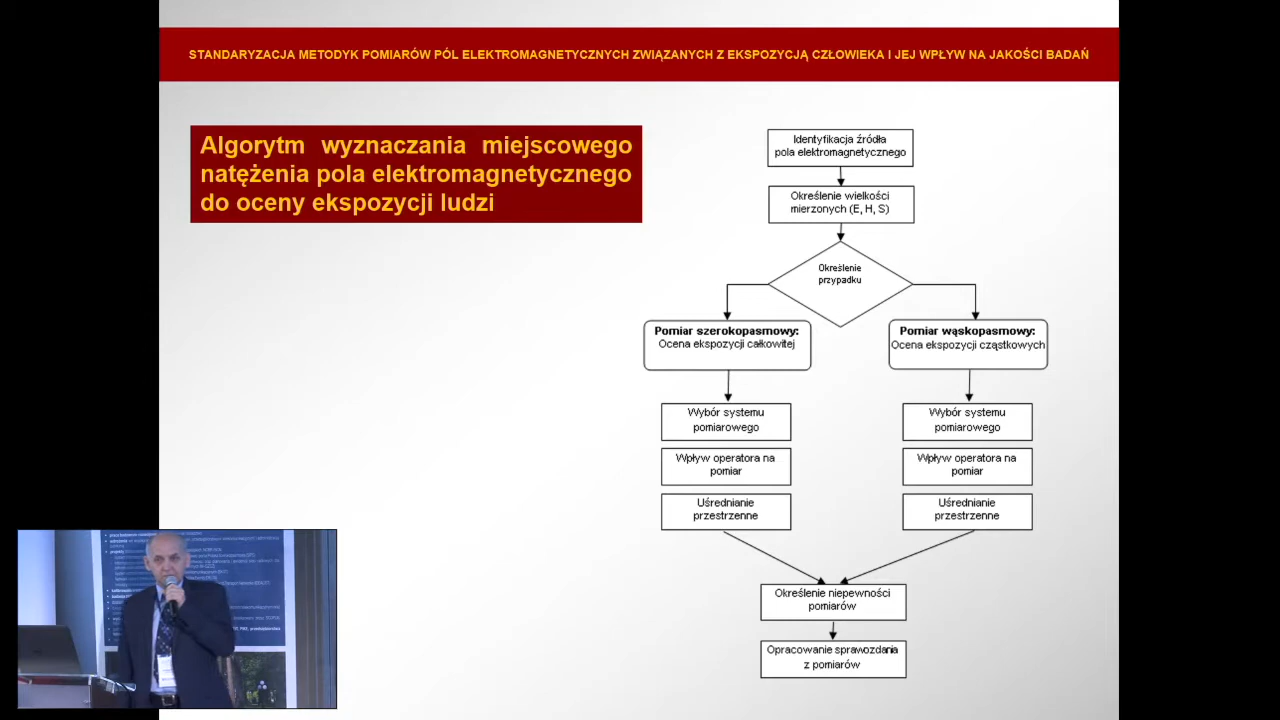 STANDARYZACJA METODYK POMIARÓW PÓL ELEKTROMAGNETYCZNYCH ZWIĄZANYCH Z EKSPOZYCJĄ CZŁOWIEKA I JEJ WPŁYW NA JAKOŚCI BADAŃ
Algorytm wyznaczania miejscowego
natężenia pola elektromagnetycznego
do oceny ekspozycji ludzi
Identyfikacja źródła
pola elektromagnetycznego
Określenie wielkości
mierzonych (E, H, S)
Określenie
przypadku
Pomiar szerokopasmowy:
Ocena ekspozycji całkowitej
Wybór systemu
pomiarowego
Wpływ operatora na
pomiar
Uśrednianie
przestrzenne
Pomiar wąskopasmowy:
Ocena ekspozycji cząstkowych
Wybór systemu
pomiarowego
Wpływ operatora na
pomiar
Uśrednianie
przestrzenne
Określenie niepewności
pomiarów
Opracowanie sprawozdania
z pomiarów